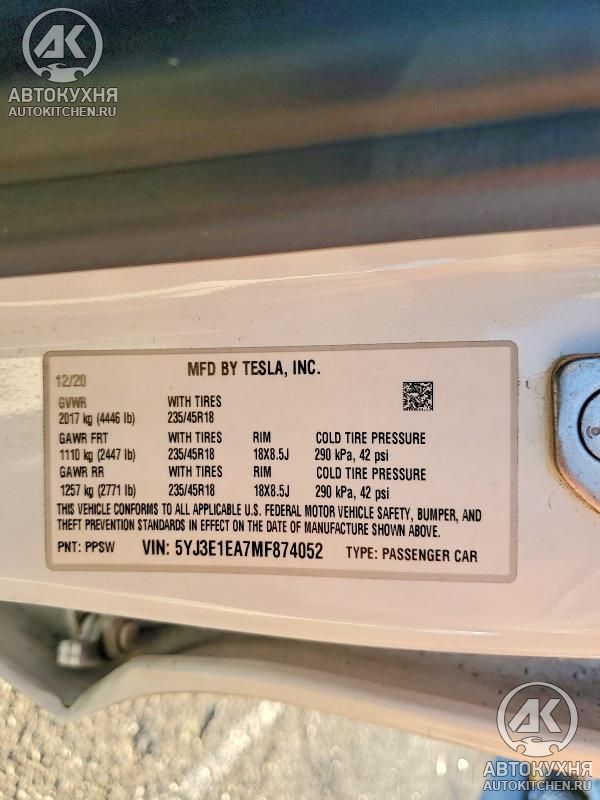 AK
АВТОКУХНЯ
AUTOKITCHEN.RU
MFD BY TESLA, INC.
12/20
GVWR WITH TIRES
2017 kg (4446 lb) 235/45R18
GAWR FRT WITH TIRES RIM COLD TIRE PRESSURE
1110 kg (2447 lb) 235/45R18 18X8.5J 290 kPa, 42 psi
GAWR RR WITH TIRES RIM COLD TIRE PRESSURE
1257 kg (2771 lb) 235/45R18 18X8.5J 290 kPa, 42 psi
THIS VEHICLE CONFORMS TO ALL APPLICABLE U.S. FEDERAL MOTOR VEHICLE SAFETY, BUMPER, AND
THEFT PREVENTION STANDARDS IN EFFECT ON THE DATE OF MANUFACTURE SHOWN ABOVE.
PNT: PPSW VIN: 5YJ3E1EA7MF874052 TYPE: PASSENGER CAR
AK
АВТОКУХНЯ
AUTOKITCHEN.RU